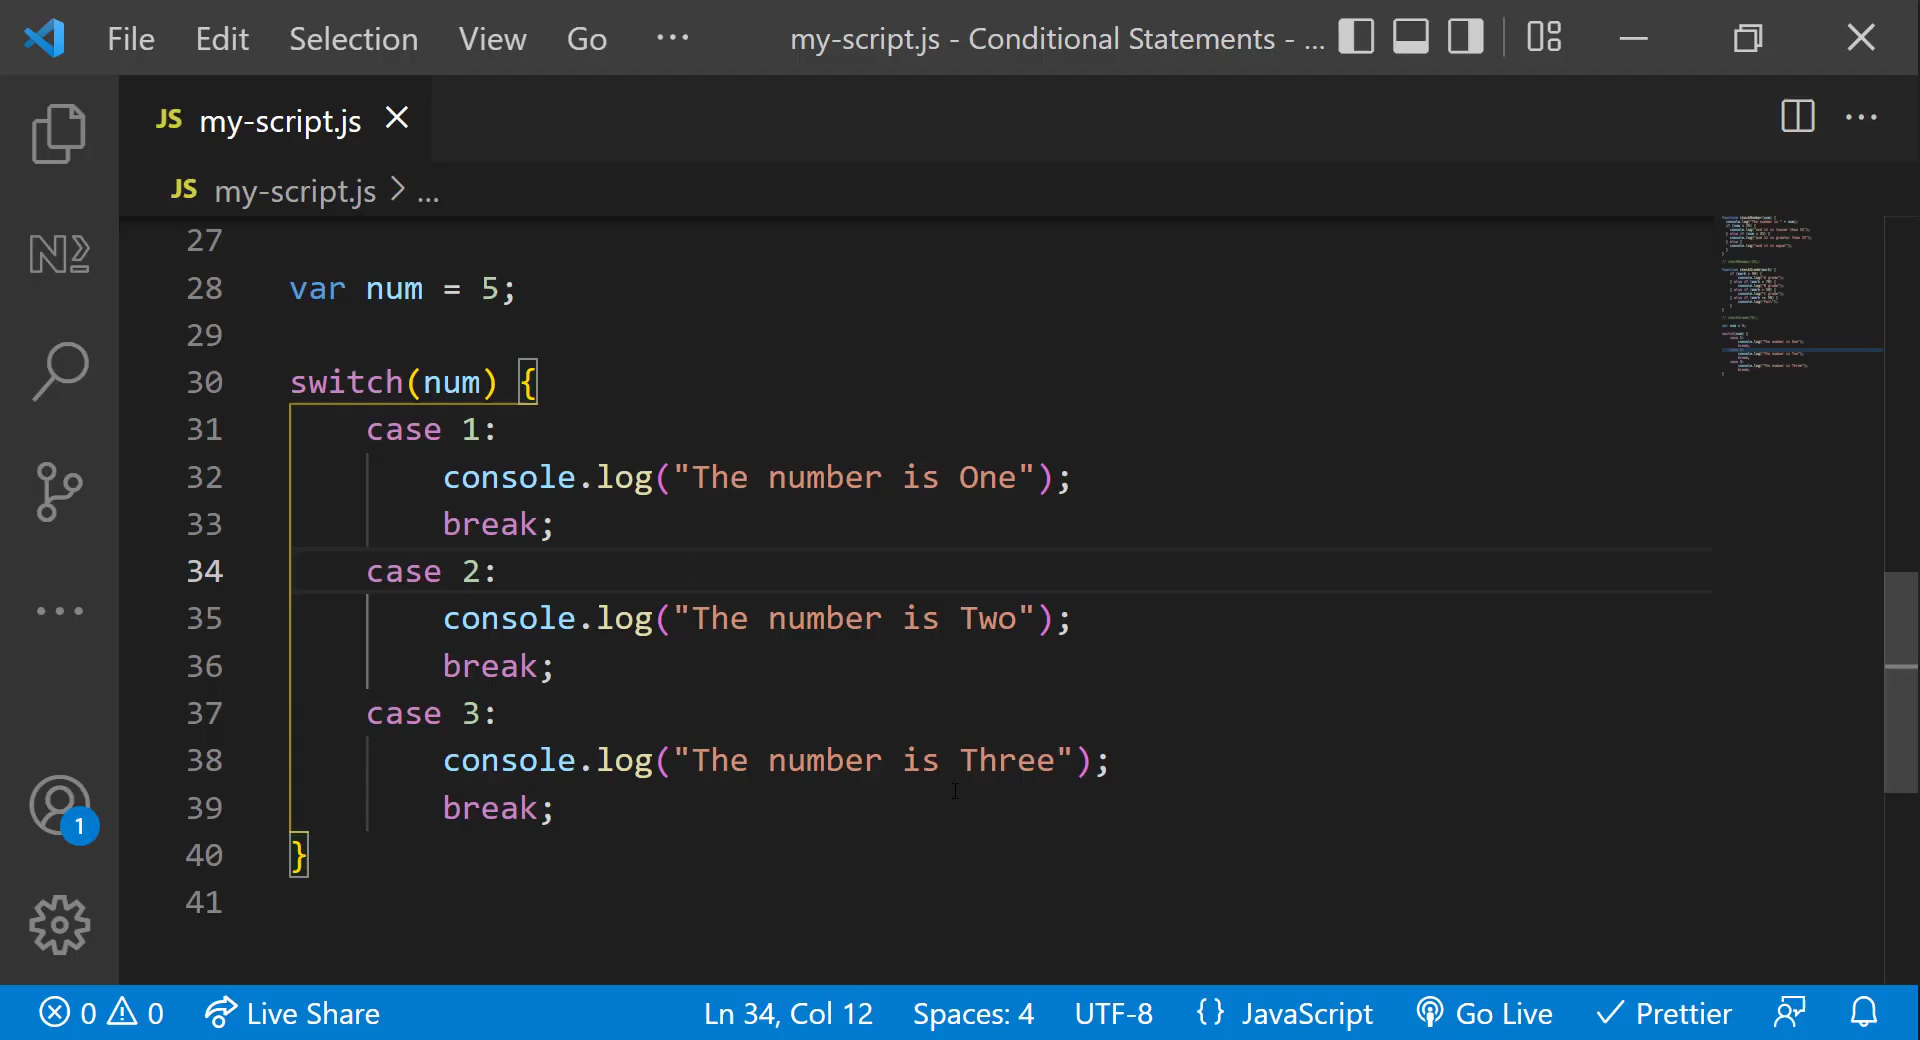 File Edit Selection View Go ... my-script.js - Conditional Statements - ...
JS my-script.js
JS my-script.js > ...
27
28 var num = 5;
29
30 switch(num) {
31 case 1:
32 console.log("The number is One");
33 break;
34 case 2:
35 console.log("The number is Two");
36 break;
37 case 3:
38 console.log("The number is Three");
39 break;
40 }
41
1
0 0 Live Share Ln 34, Col 12 Spaces: 4 UTF-8 {} JavaScript Go Live Prettier